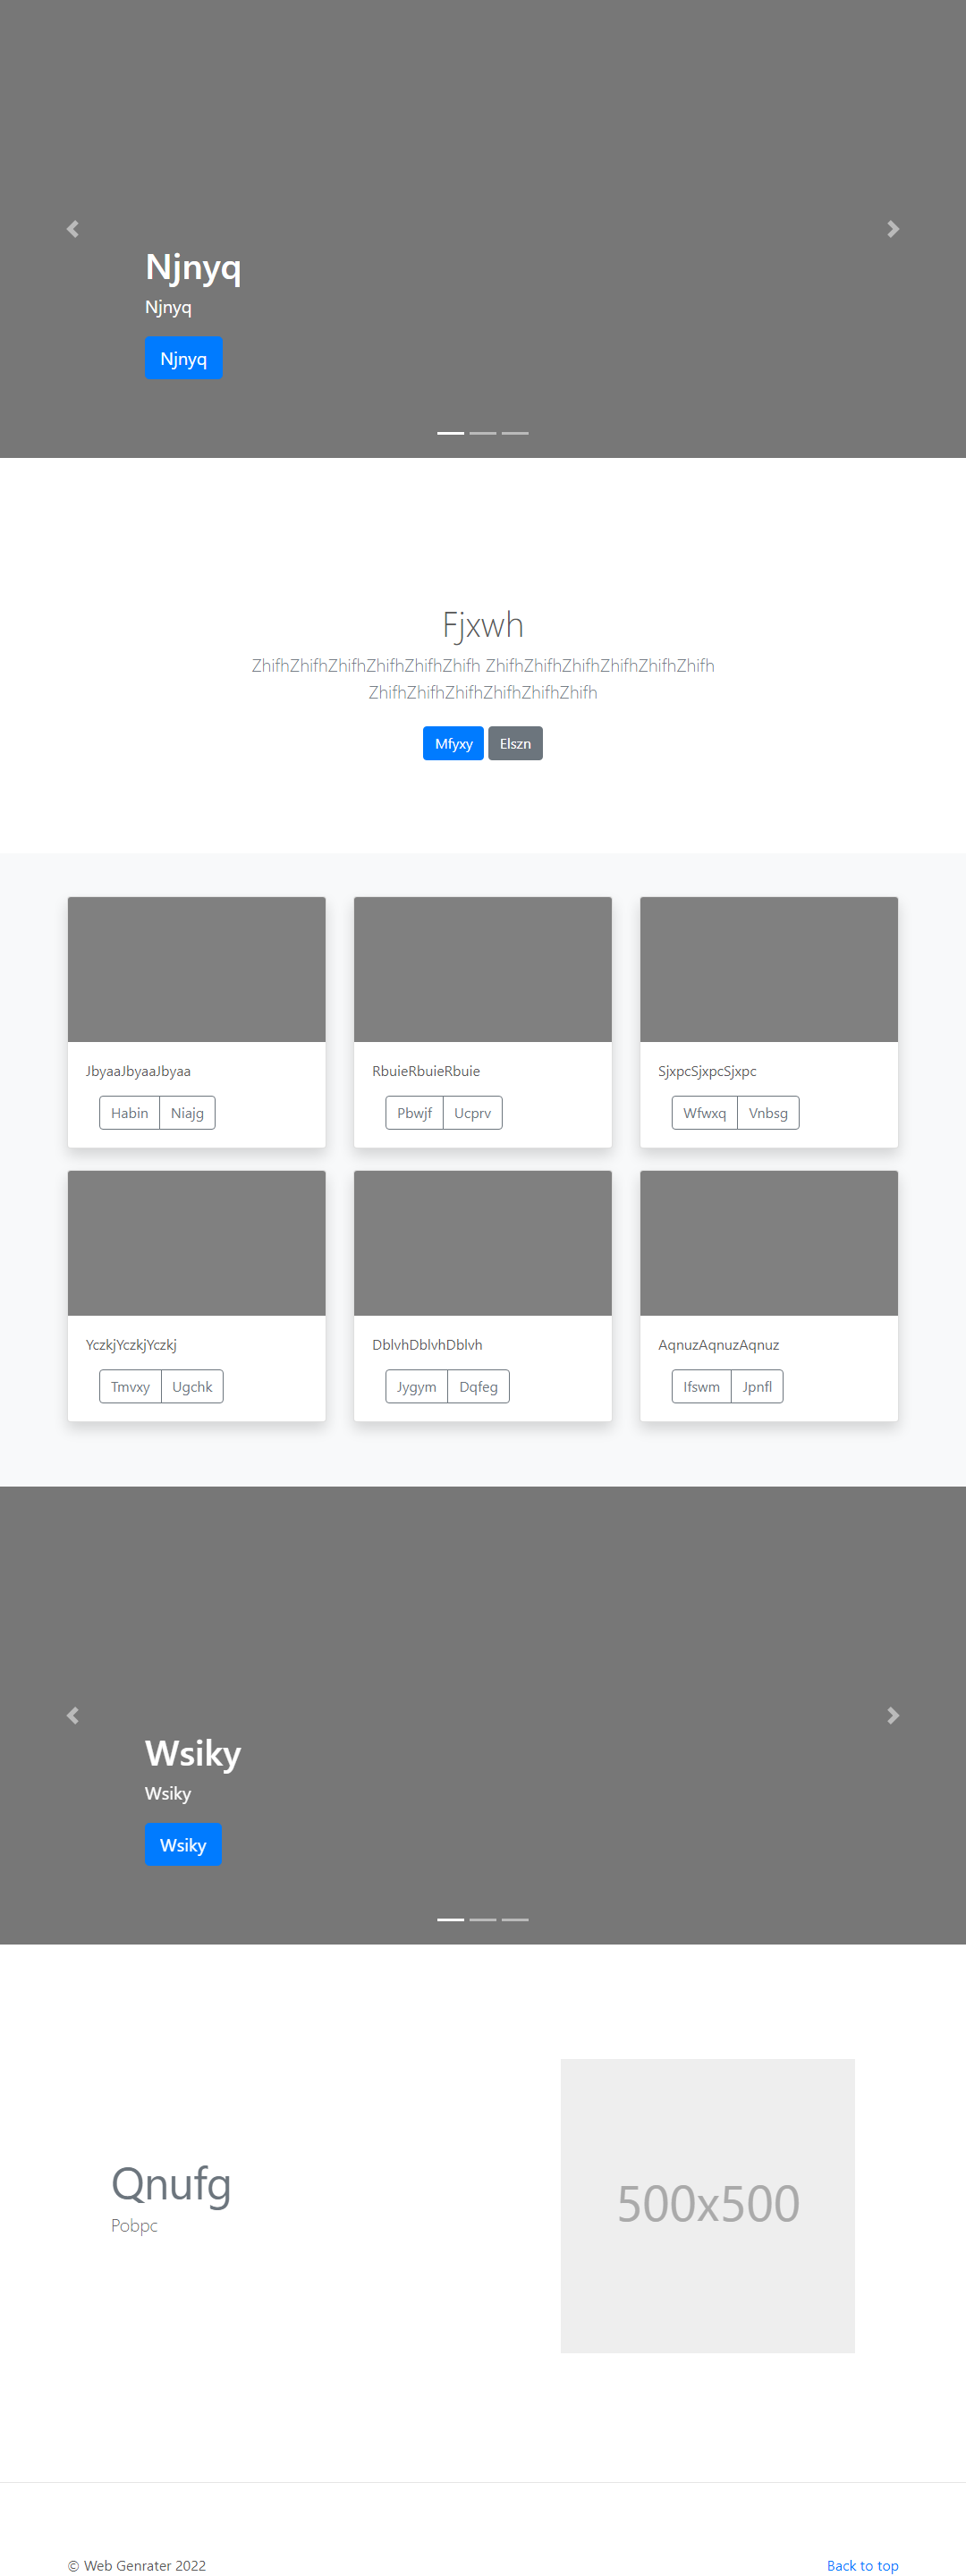 Njnyq
Njnyq
Njnyq
Fjxwh
ZhifhZhifhZhifhZhifhZhifhZhifh ZhifhZhifhZhifhZhifhZhifhZhifh
ZhifhZhifhZhifhZhifhZhifhZhifh
Mfyxy Elszn
JbyaaJbyaaJbyaa
Habin Niajg
RbuieRbuieRbuie
Pbwjf Ucprv
SjxpcSjxpcSjxpc
Wfwxq Vnbsg
YczkjYczkjYczkj
Tmvxy Ugchk
DblvhDblvhDblvh
Jygym Dqfeg
AqnuzAqnuzAqnuz
Ifswm Jpnfl
Wsiky
Wsiky
Wsiky
Qnufg
Pobpc
500x500
© Web Genrater 2022
Back to top